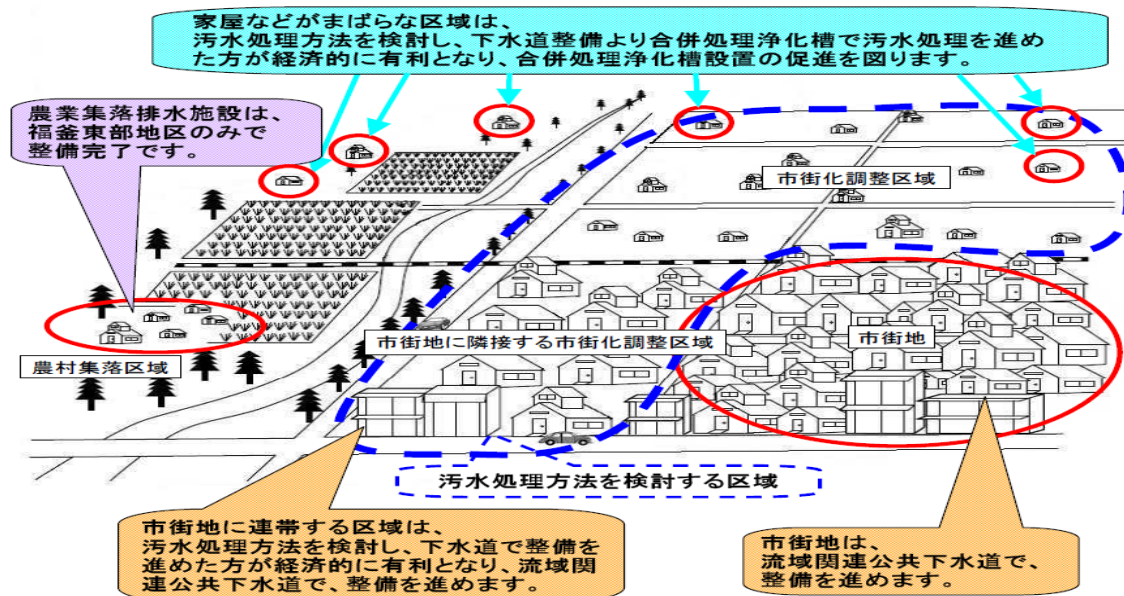 家屋などがまばらな区域は、
汚水処理方法を検討し、下水道整備より合併処理浄化槽で汚水処理を進め
た方が経済的に有利となり、合併処理浄化槽設置の促進を図ります。
農業集落排水施設は、
福釜東部地区のみで
整備完了です。
市街化調整区域
市街地に隣接する市街化調整区域
市街地
農村集落区域
汚水処理方法を検討する区域
市街地に連帯する区域は、
汚水処理方法を検討し、下水道で整備を
進めた方が経済的に有利となり、流域関
連公共下水道で、整備を進めます。
市街地は、
流域関連公共下水道で、
整備を進めます。